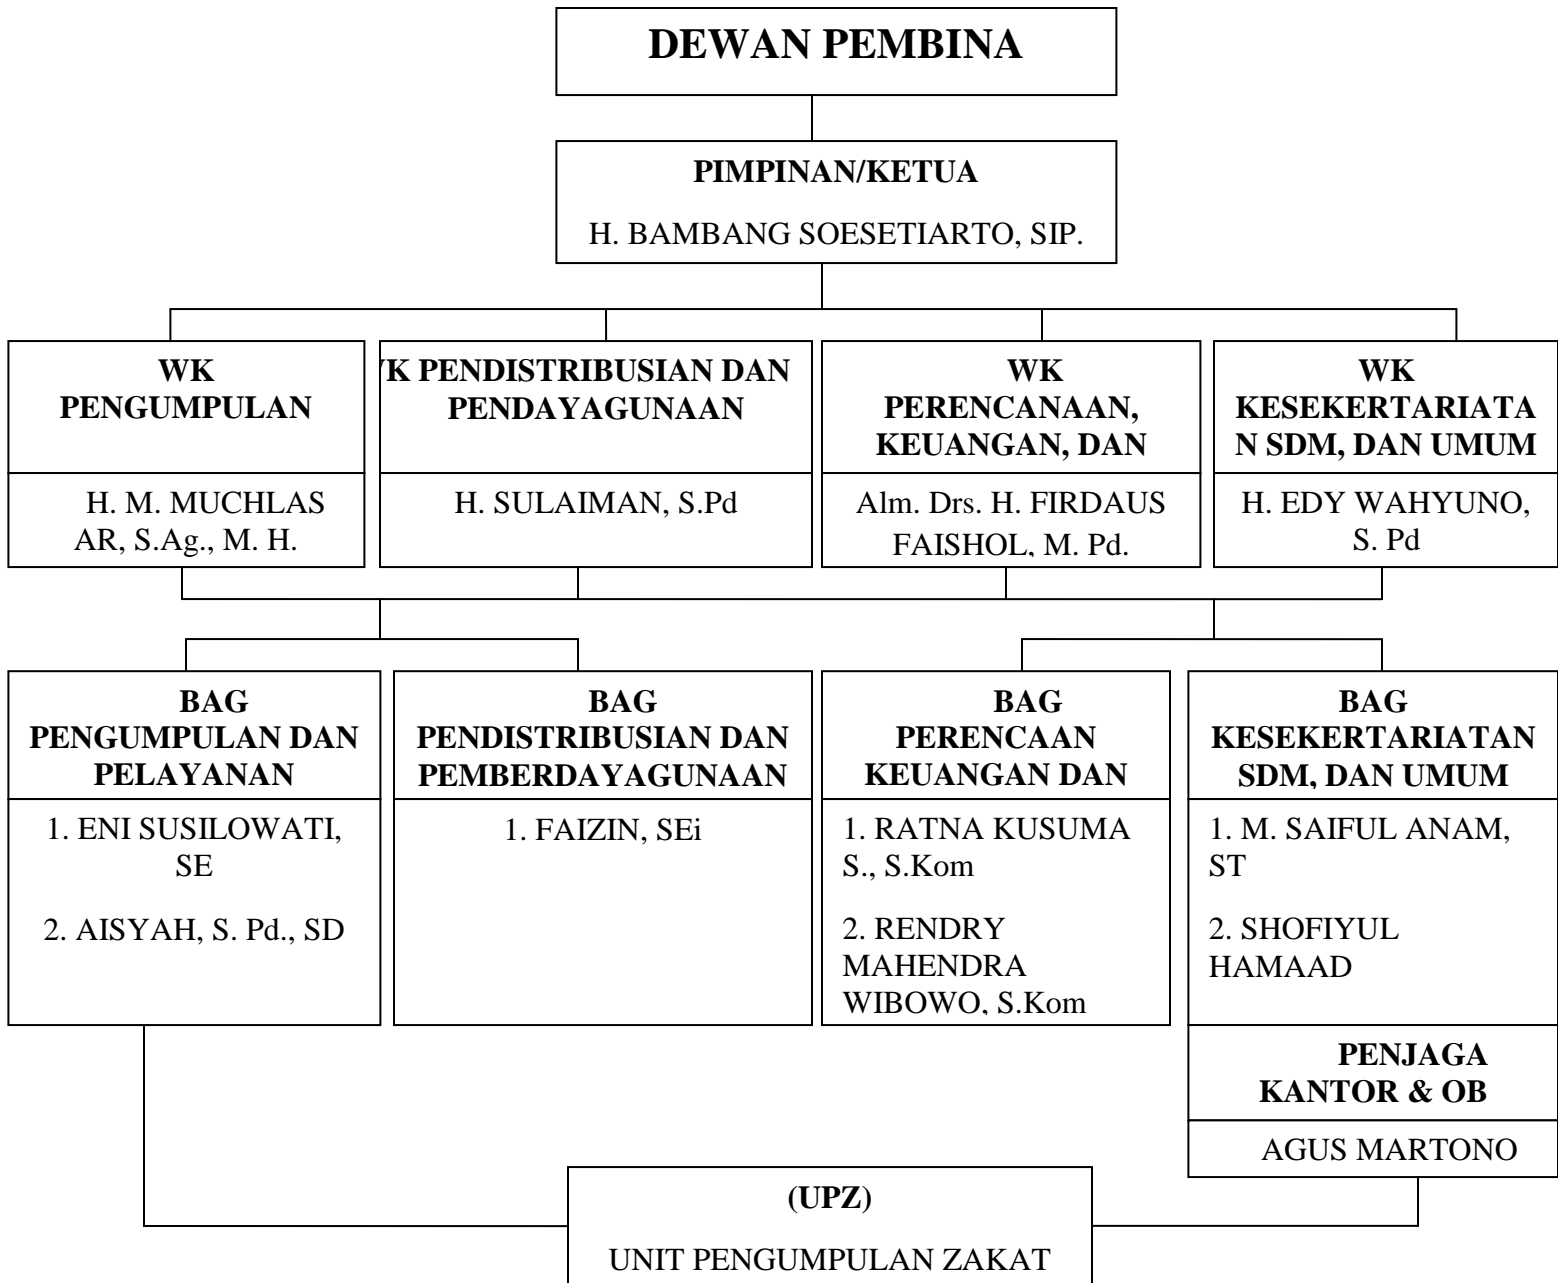 DEWAN PEMBINA
PIMPINAN/KETUA
H. BAMBANG SOESETIARTO, SIP.
WK
PENGUMPULAN
H. M. MUCHLAS
AR, S.Ag., M. H.
K PENDISTRIBUSIAN DAN
PENDAYAGUNAAN
H. SULAIMAN, S.Pd
WK
PERENCANAAN,
KEUANGAN, DAN
Alm. Drs. H. FIRDAUS
FAISHOL, M. Pd.
WK
KESEKERTARIATA
N SDM, DAN UMUM
H. EDY WAHYUNO,
S. Pd
BAG
PENGUMPULAN DAN
PELAYANAN
1. ENI SUSILOWATI,
SE
2. AISYAH, S. Pd., SD
BAG
PENDISTRIBUSIAN DAN
PEMBERDAYAGUNAAN
1. FAIZIN, SEi
BAG
PERENCAAN
KEUANGAN DAN
1. RATNA KUSUMA
S., S.Kom
2. RENDRY
MAHENDRA
WIBOWO, S.Kom
BAG
KESEKERTARIATAN
SDM, DAN UMUM
1. M. SAIFUL ANAM,
ST
2. SHOFIYUL
HAMAAD
PENJAGA
KANTOR & OB
AGUS MARTONO
(UPZ)
UNIT PENGUMPULAN ZAKAT